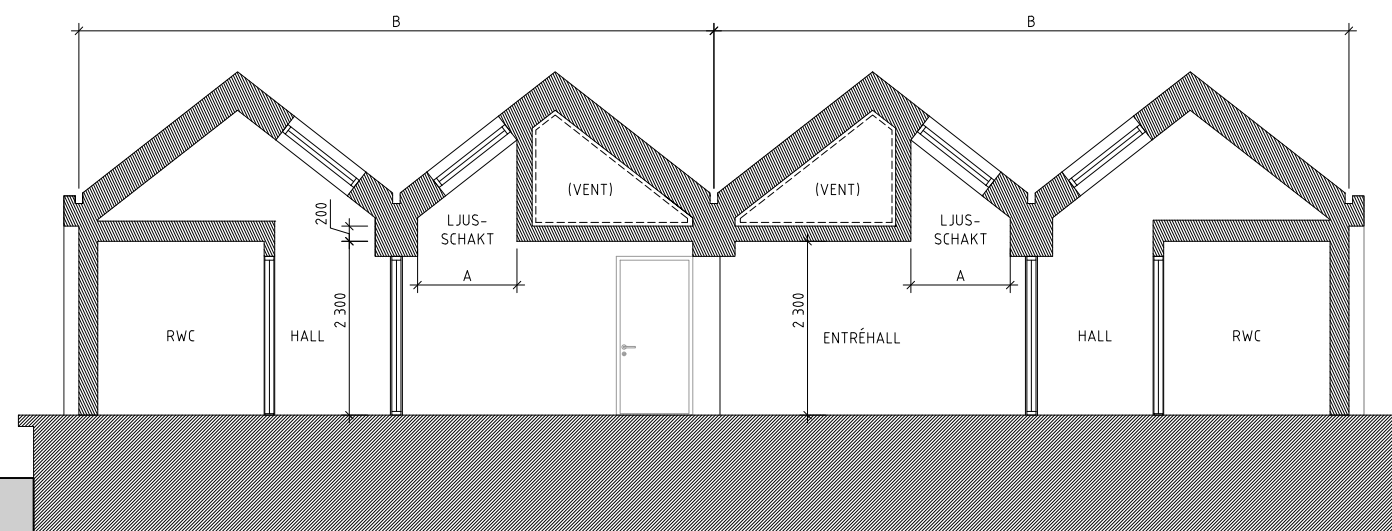 B
B
(VENT)
(VENT)
200
LJUS-
SCHAKT
LJUS-
SCHAKT
A
A
2 300
2 300
RWC
HALL
ENTRÉHALL
HALL
RWC